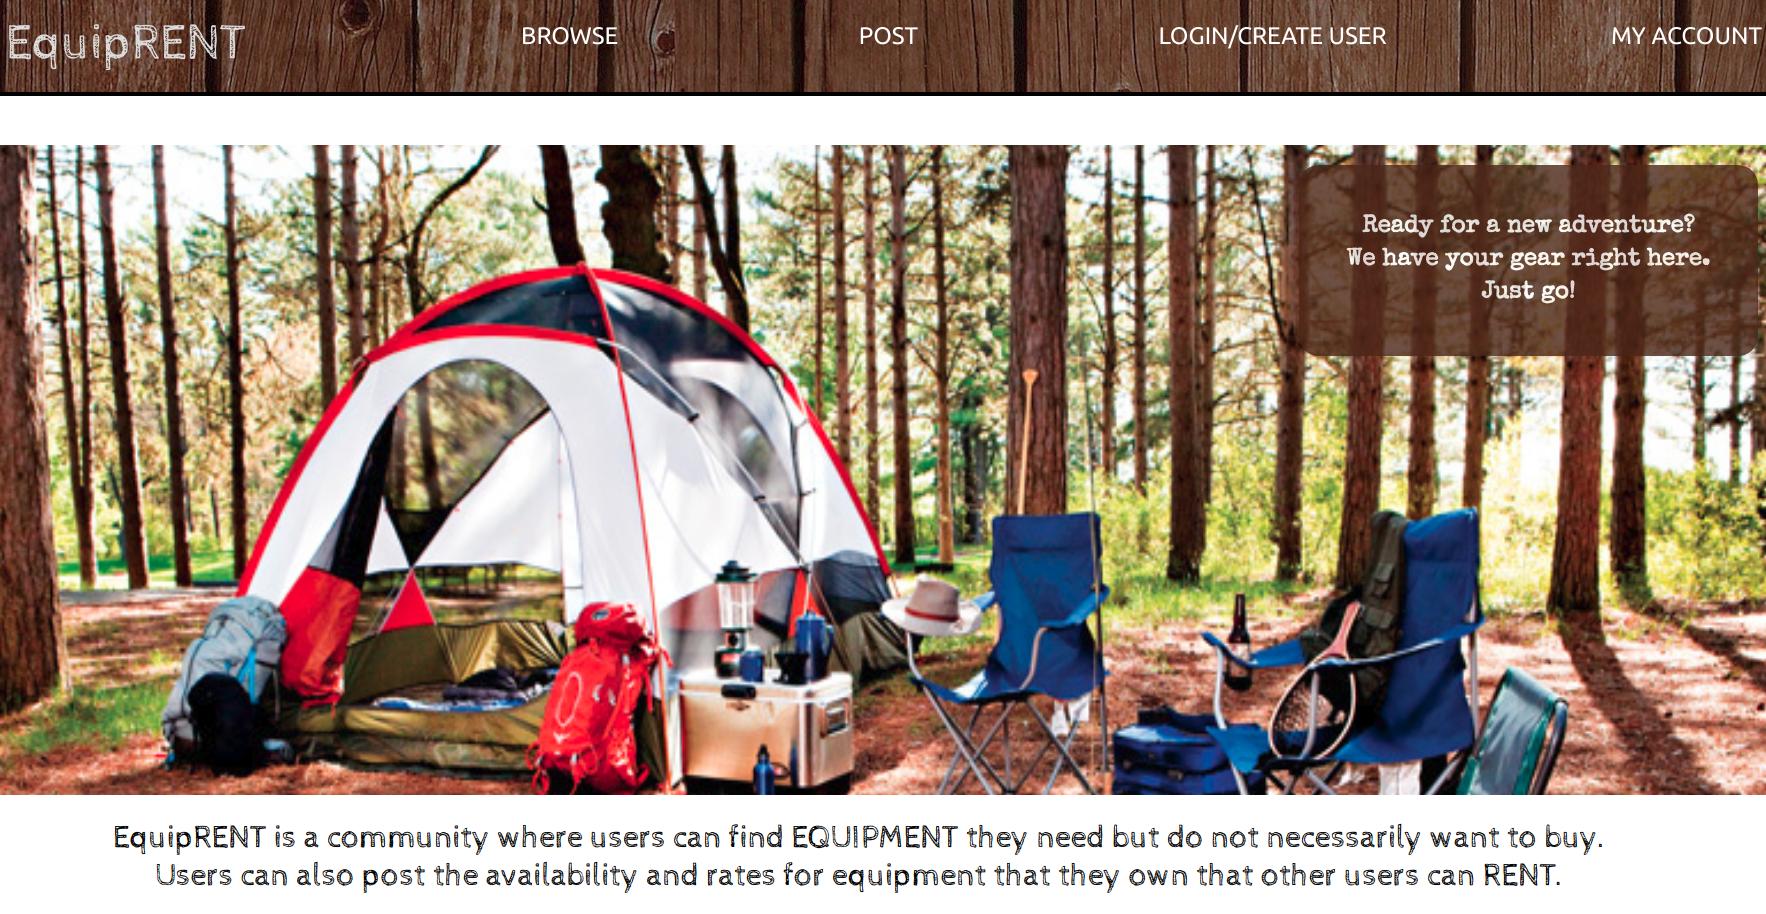 EquipRENT
BROWSE
POST
LOGIN/CREATE USER
MY ACCOUNT
Ready for a new adventure?
We have your gear right here.
Just go!
EquipRENT is a community where users can find EQUIPMENT they need but do not necessarily want to buy.
Users can also post the availability and rates for equipment that they own that other users can RENT.